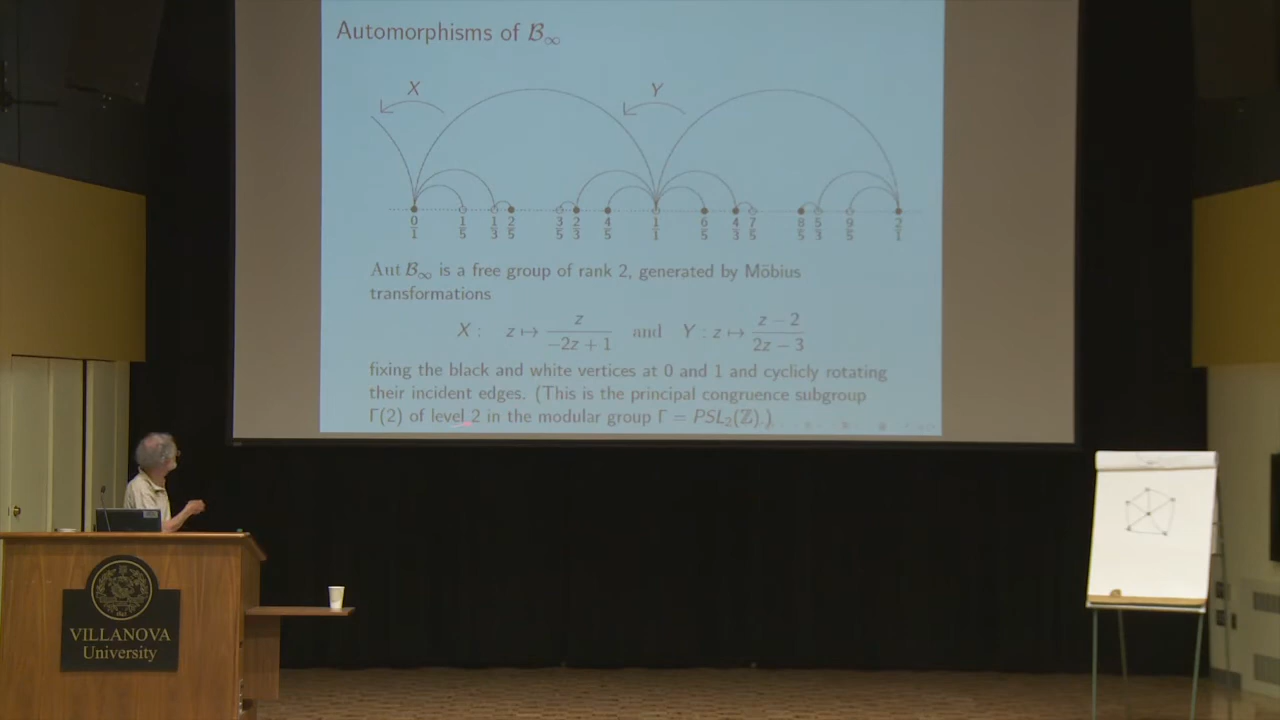 Automorphisms of 𝓑∞
X Y
0/1 1/5 1/3 2/5 3/5 2/3 4/5 1/1 6/5 4/3 7/5 8/5 5/3 9/5 2/1
Aut 𝓑∞ is a free group of rank 2, generated by Möbius
transformations
X : z ↦ z/(−2z + 1) and Y : z ↦ (z − 2)/(2z − 3)
fixing the black and white vertices at 0 and 1 and cyclicly rotating
their incident edges. (This is the principal congruence subgroup
Γ(2) of level 2 in the modular group Γ = PSL₂(ℤ).)
VILLANOVA
University